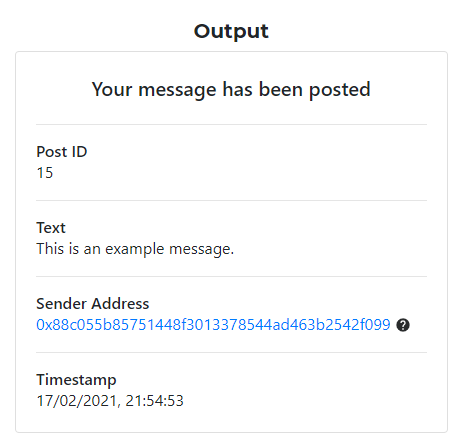 Output
Your message has been posted
Post ID
15
Text
This is an example message.
Sender Address
0x88c055b85751448f3013378544ad463b2542f099
Timestamp
17/02/2021, 21:54:53